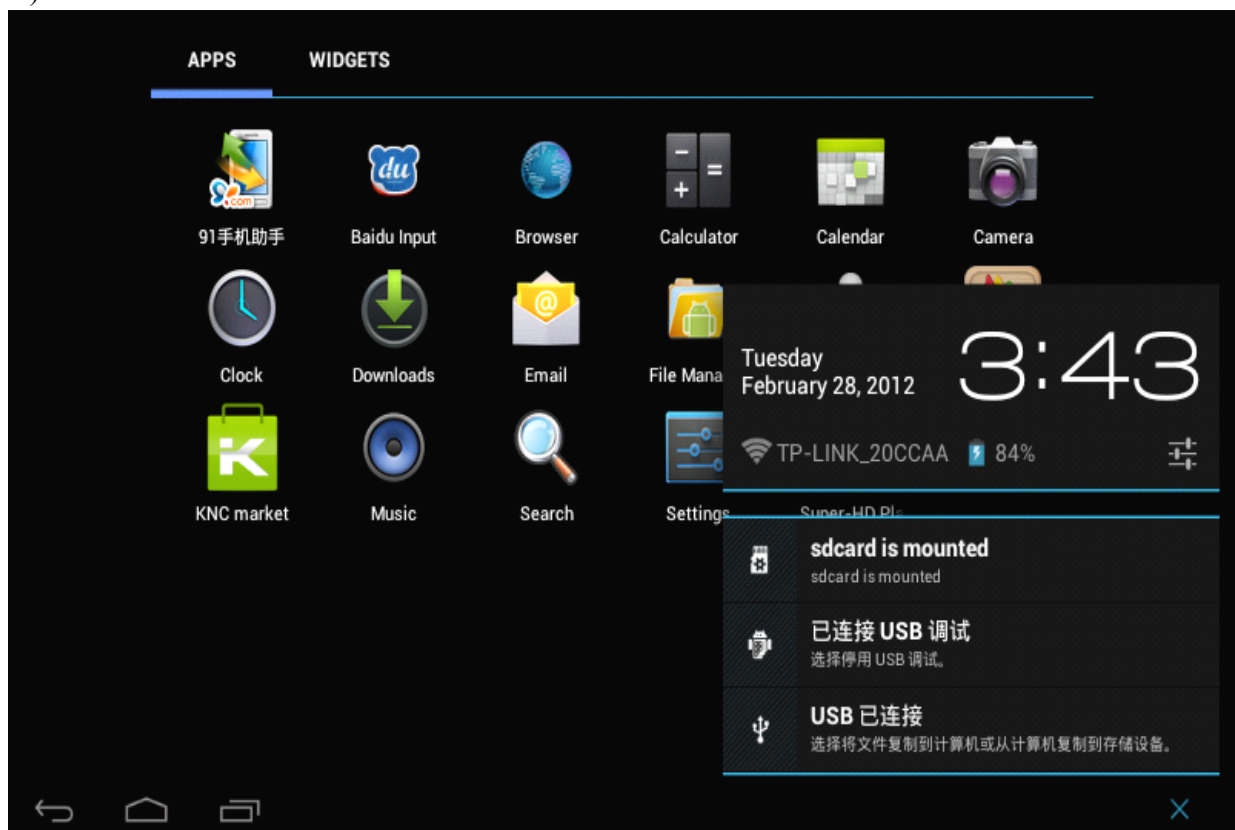 APPS WIDGETS
91手机助手 Baidu Input Browser Calculator Calendar Camera
Clock Downloads Email File Mana
Tuesday
February 28, 2012
3:43
TP-LINK_20CCAA 84%
KNC market Music Search Settings Super-HD Pl
sdcard is mounted
sdcard is mounted
已连接 USB 调试
选择停用 USB 调试。
USB 已连接
选择将文件复制到计算机或从计算机复制到存储设备。